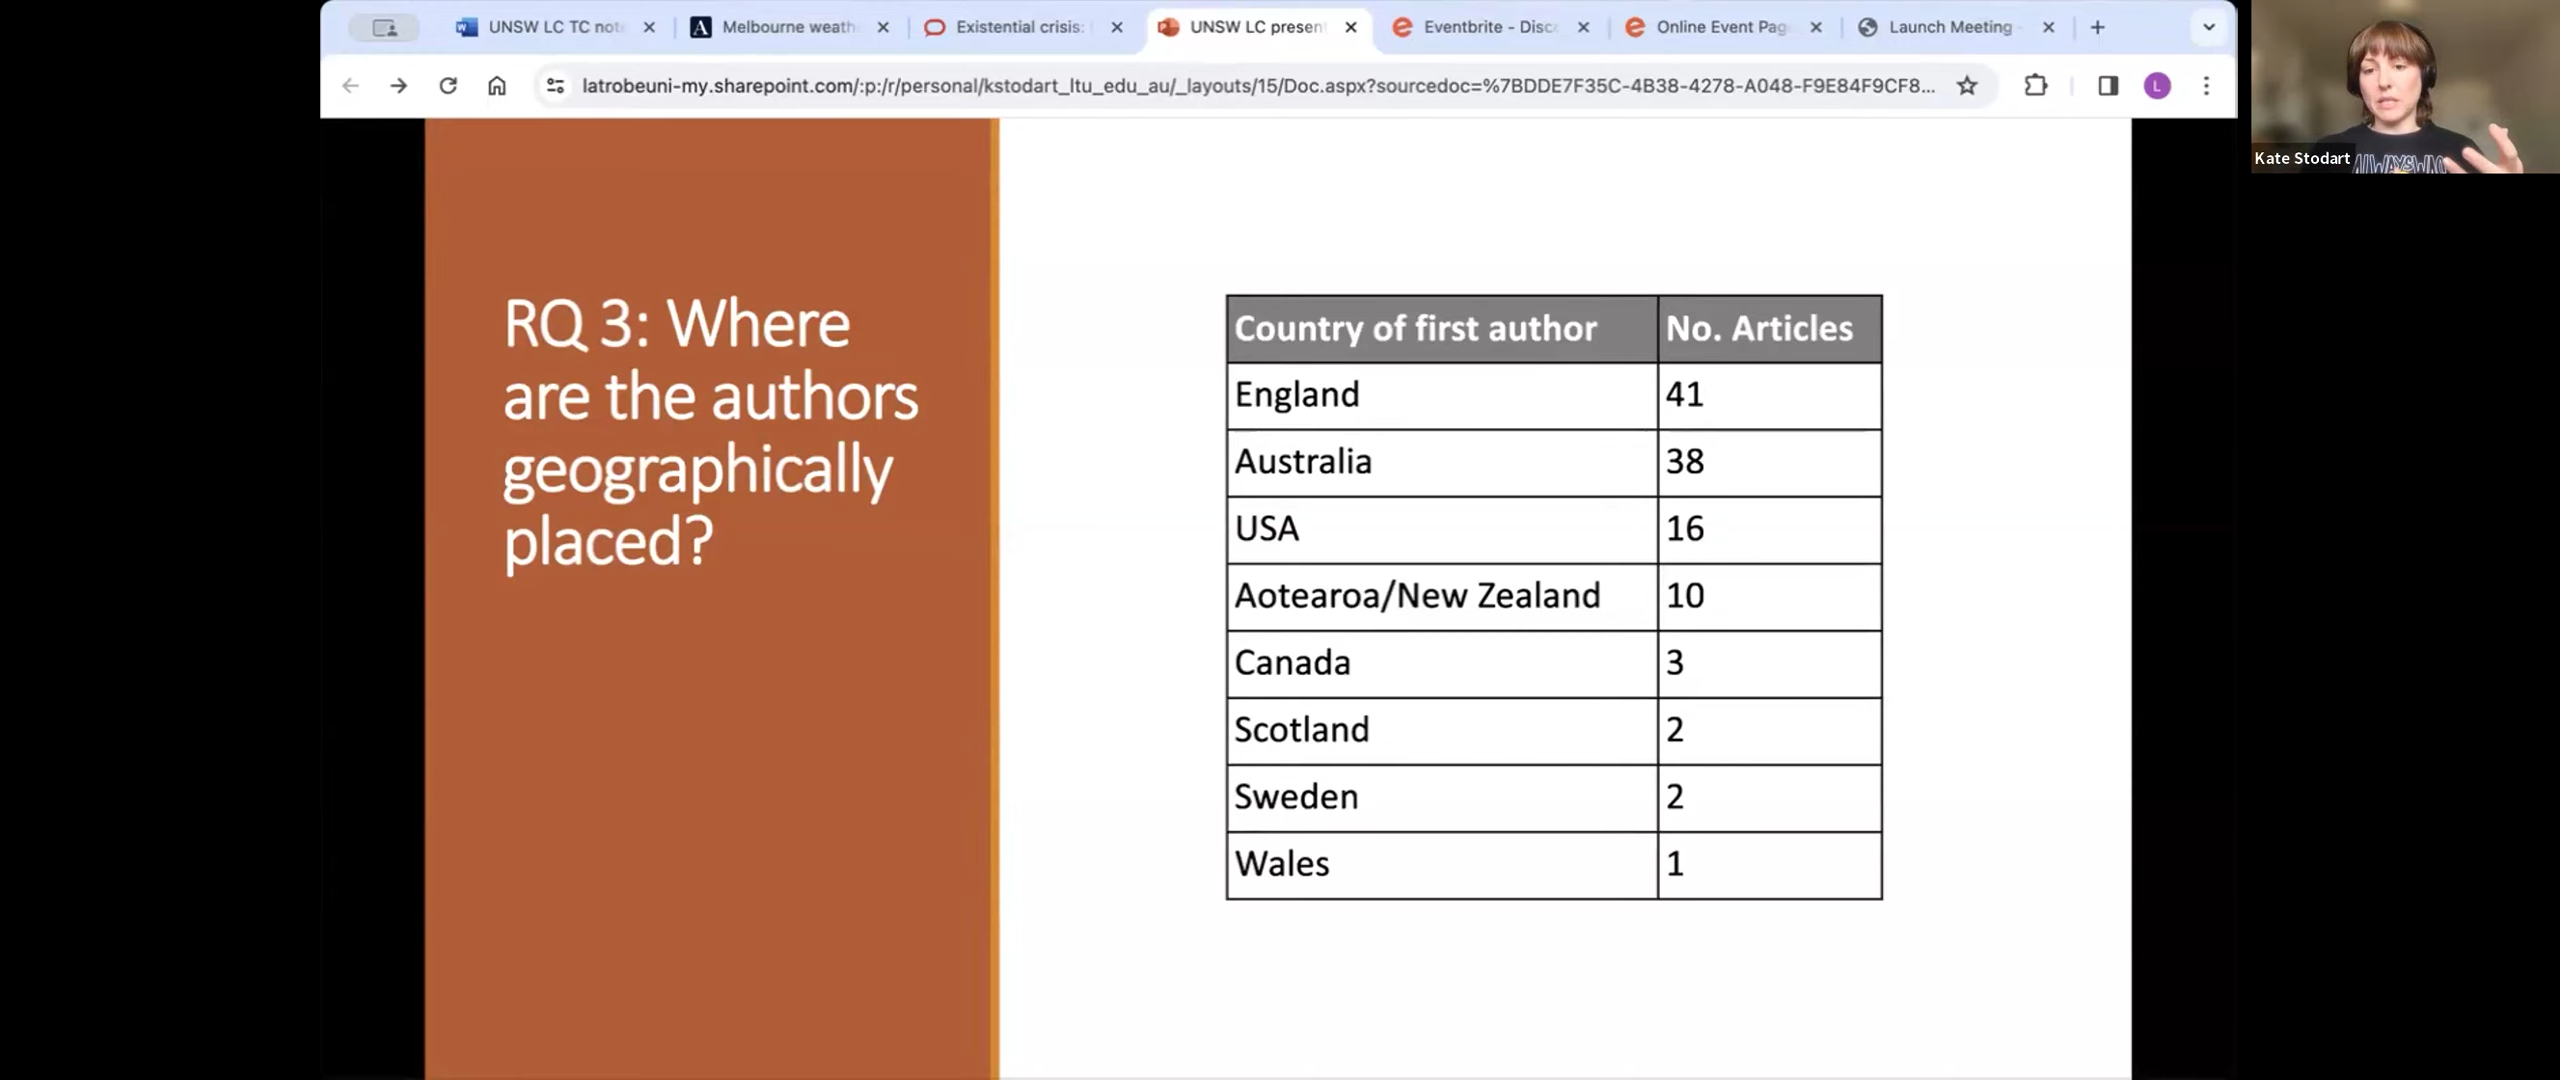 UNSW LC TC not
Melbourne weath
Existential crisis:
UNSW LC presen
Eventbrite - Disc
Online Event Pag
Launch Meeting -
latrobeuni-my.sharepoint.com/:p:/r/personal/kstodart_ltu_edu_au/_layouts/15/Doc.aspx?sourcedoc=%7BDDE7F35C-4B38-4278-A048-F9E84F9CF8...
L
Kate Stodart
RQ 3: Where
are the authors
geographically
placed?
Country of first author No. Articles
England 41
Australia 38
USA 16
Aotearoa/New Zealand 10
Canada 3
Scotland 2
Sweden 2
Wales 1